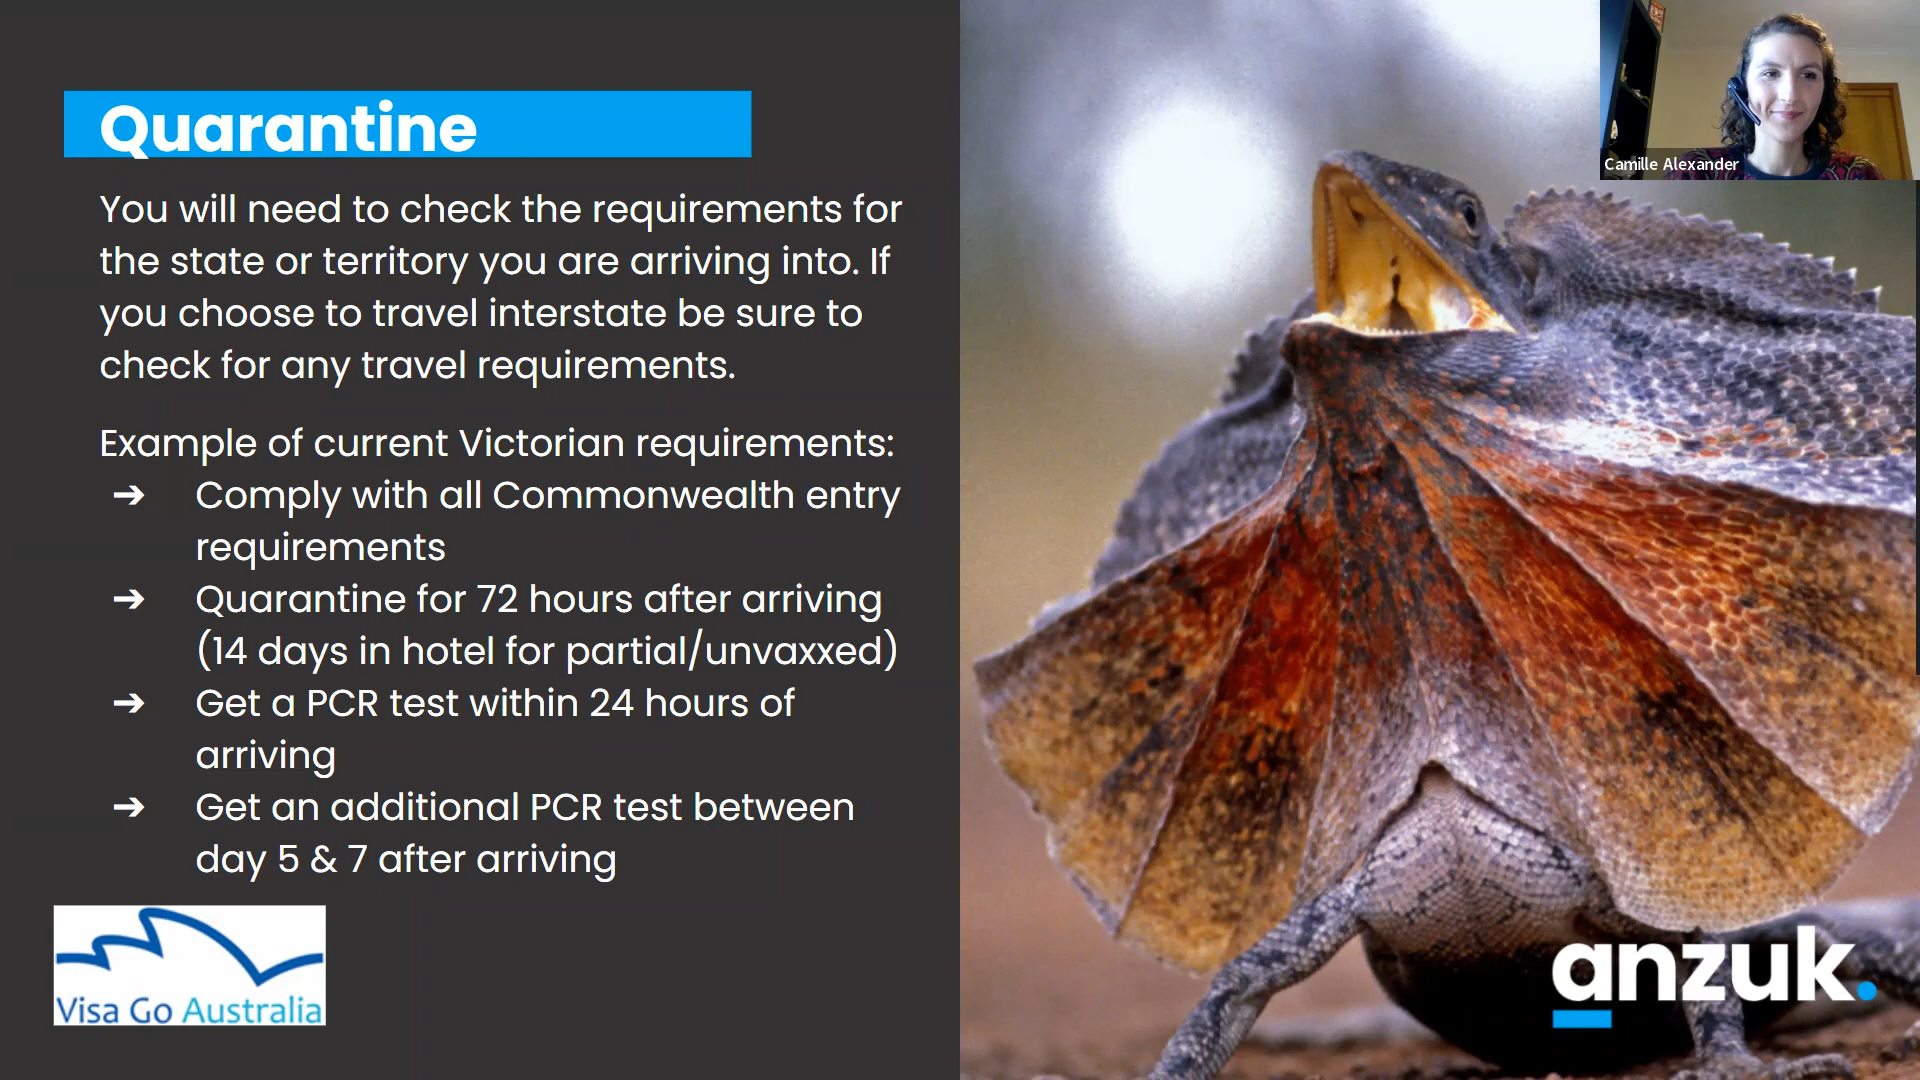 Quarantine
You will need to check the requirements for
the state or territory you are arriving into. If
you choose to travel interstate be sure to
check for any travel requirements.
Example of current Victorian requirements:
➔ Comply with all Commonwealth entry
requirements
➔ Quarantine for 72 hours after arriving
(14 days in hotel for partial/unvaxxed)
➔ Get a PCR test within 24 hours of
arriving
➔ Get an additional PCR test between
day 5 & 7 after arriving
Visa Go Australia
Camille Alexander
anzuk.